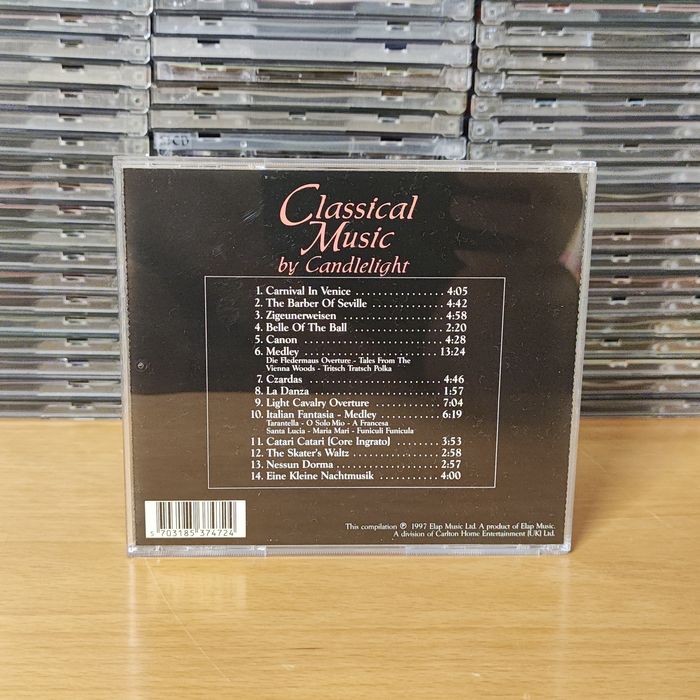 Classical
Music
by Candlelight
1. Carnival In Venice . . . . . . . . . . . . . . . . 4:05
2. The Barber Of Seville . . . . . . . . . . . . . 4:42
3. Zigeunerweisen . . . . . . . . . . . . . . . . . . 4:58
4. Belle Of The Ball . . . . . . . . . . . . . . . . 2:20
5. Canon . . . . . . . . . . . . . . . . . . . . . . . . 4:28
6. Medley . . . . . . . . . . . . . . . . . . . . . . . 13:24
Die Fledermaus Overture - Tales From The
Vienna Woods - Tritsch Tratsch Polka
7. Czardas . . . . . . . . . . . . . . . . . . . . . . . 4:46
8. La Danza . . . . . . . . . . . . . . . . . . . . . . 1:57
9. Light Cavalry Overture . . . . . . . . . . . . 7:04
10. Italian Fantasia - Medley . . . . . . . . . . 6:19
Tarantella - O Solo Mio - A Francesa
Santa Lucia - Maria Mari - Funiculi Funicula
11. Catari Catari (Core Ingrato) . . . . . . . . 3:53
12. The Skater's Waltz . . . . . . . . . . . . . . 2:58
13. Nessun Dorma . . . . . . . . . . . . . . . . . 2:57
14. Eine Kleine Nachtmusik . . . . . . . . . . . 4:00
5 703185 374724
This compilation ℗ 1997 Elap Music Ltd. A product of Elap Music.
A division of Carlton Home Entertainment (UK) Ltd.